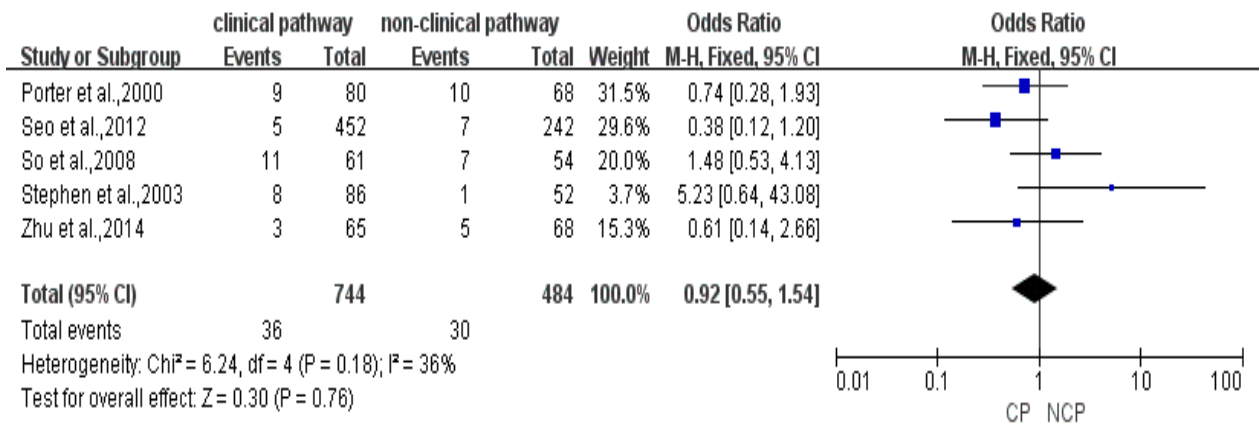 clinical pathway non-clinical pathway Odds Ratio Odds Ratio
Study or Subgroup Events Total Events Total Weight M-H, Fixed, 95% CI M-H, Fixed, 95% CI
Porter et al.,2000 9 80 10 68 31.5% 0.74 [0.28, 1.93]
Seo et al.,2012 5 452 7 242 29.6% 0.38 [0.12, 1.20]
So et al.,2008 11 61 7 54 20.0% 1.48 [0.53, 4.13]
Stephen et al.,2003 8 86 1 52 3.7% 5.23 [0.64, 43.08]
Zhu et al.,2014 3 65 5 68 15.3% 0.61 [0.14, 2.66]
Total (95% CI) 744 484 100.0% 0.92 [0.55, 1.54]
Total events 36 30
Heterogeneity: Chi² = 6.24, df = 4 (P = 0.18); I² = 36%
Test for overall effect: Z = 0.30 (P = 0.76)
0.01 0.1 1 10 100
CP NCP